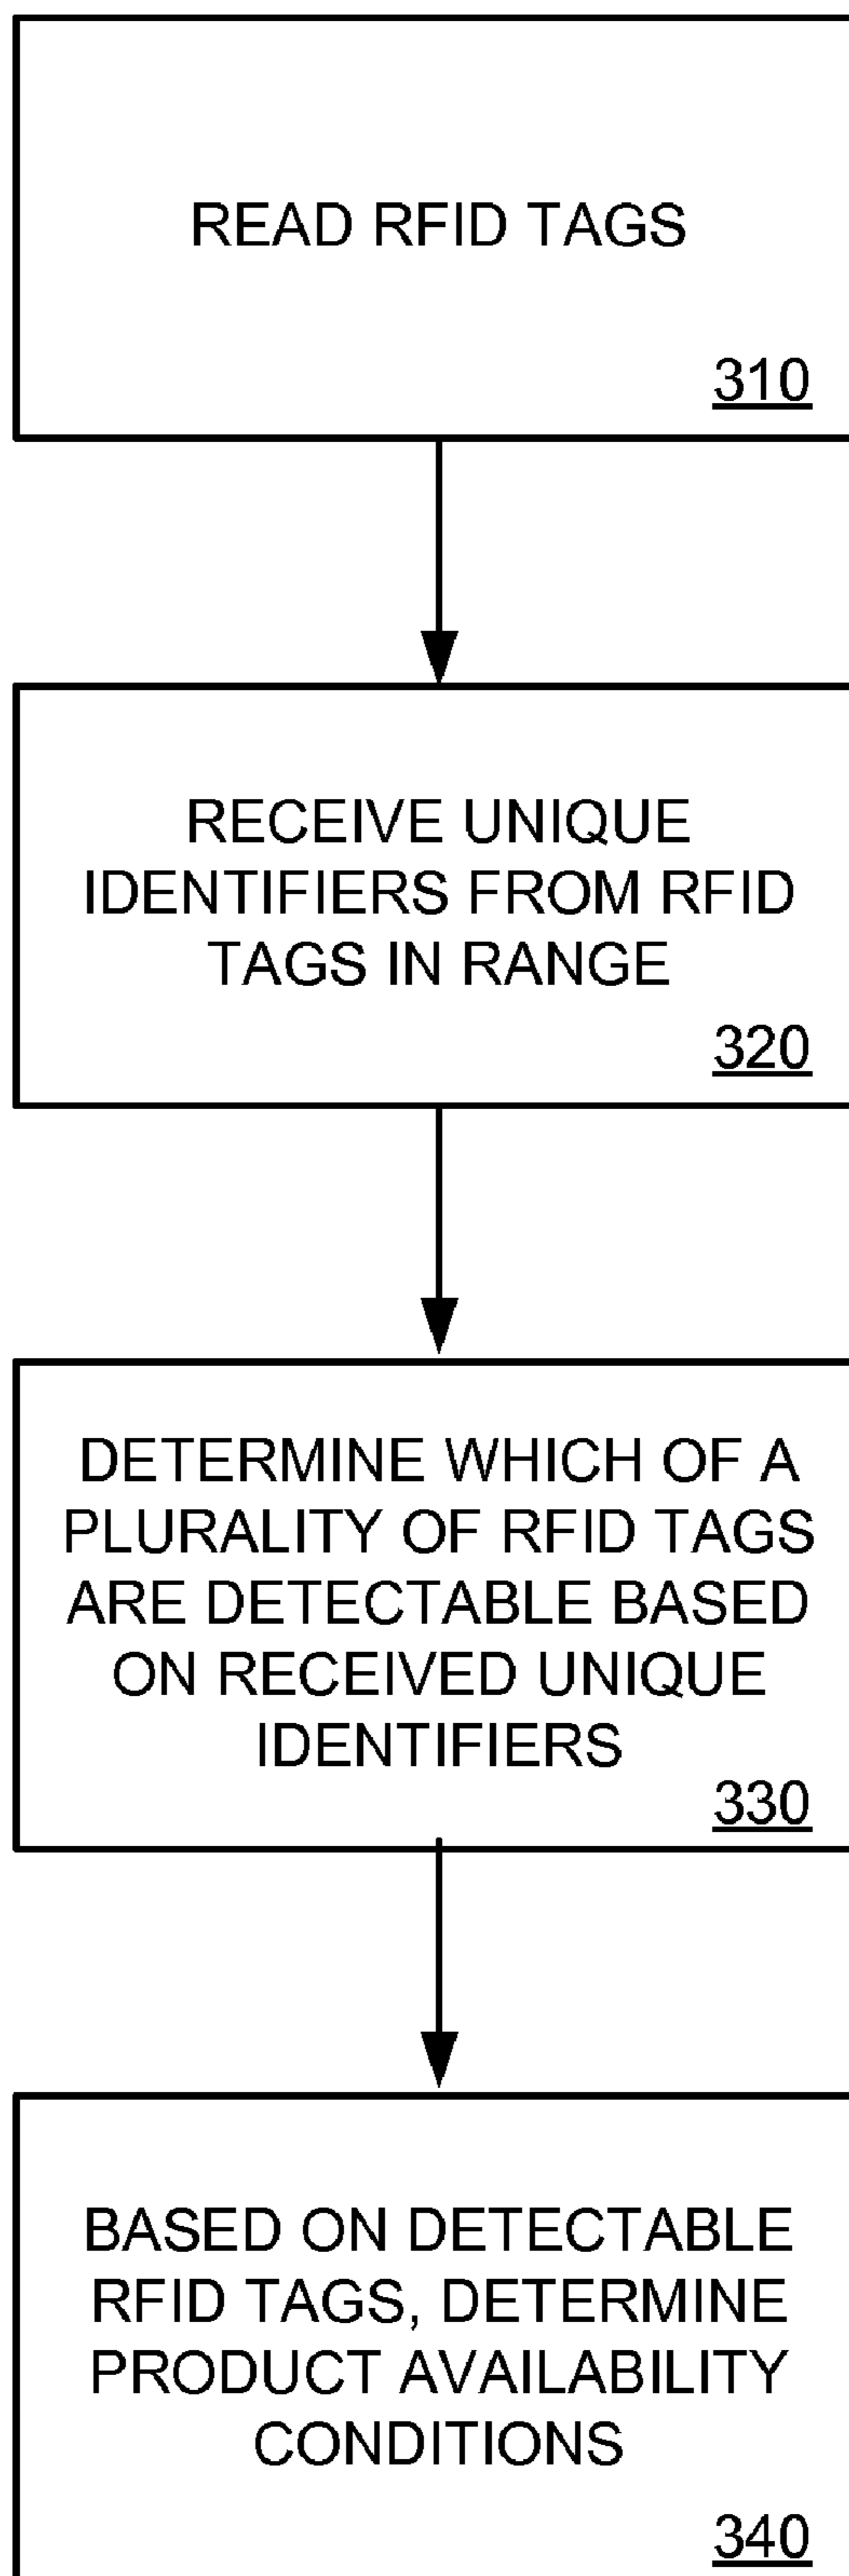 READ RFID TAGS
310
RECEIVE UNIQUE
IDENTIFIERS FROM RFID
TAGS IN RANGE
320
DETERMINE WHICH OF A
PLURALITY OF RFID TAGS
ARE DETECTABLE BASED
ON RECEIVED UNIQUE
IDENTIFIERS
330
BASED ON DETECTABLE
RFID TAGS, DETERMINE
PRODUCT AVAILABILITY
CONDITIONS
340